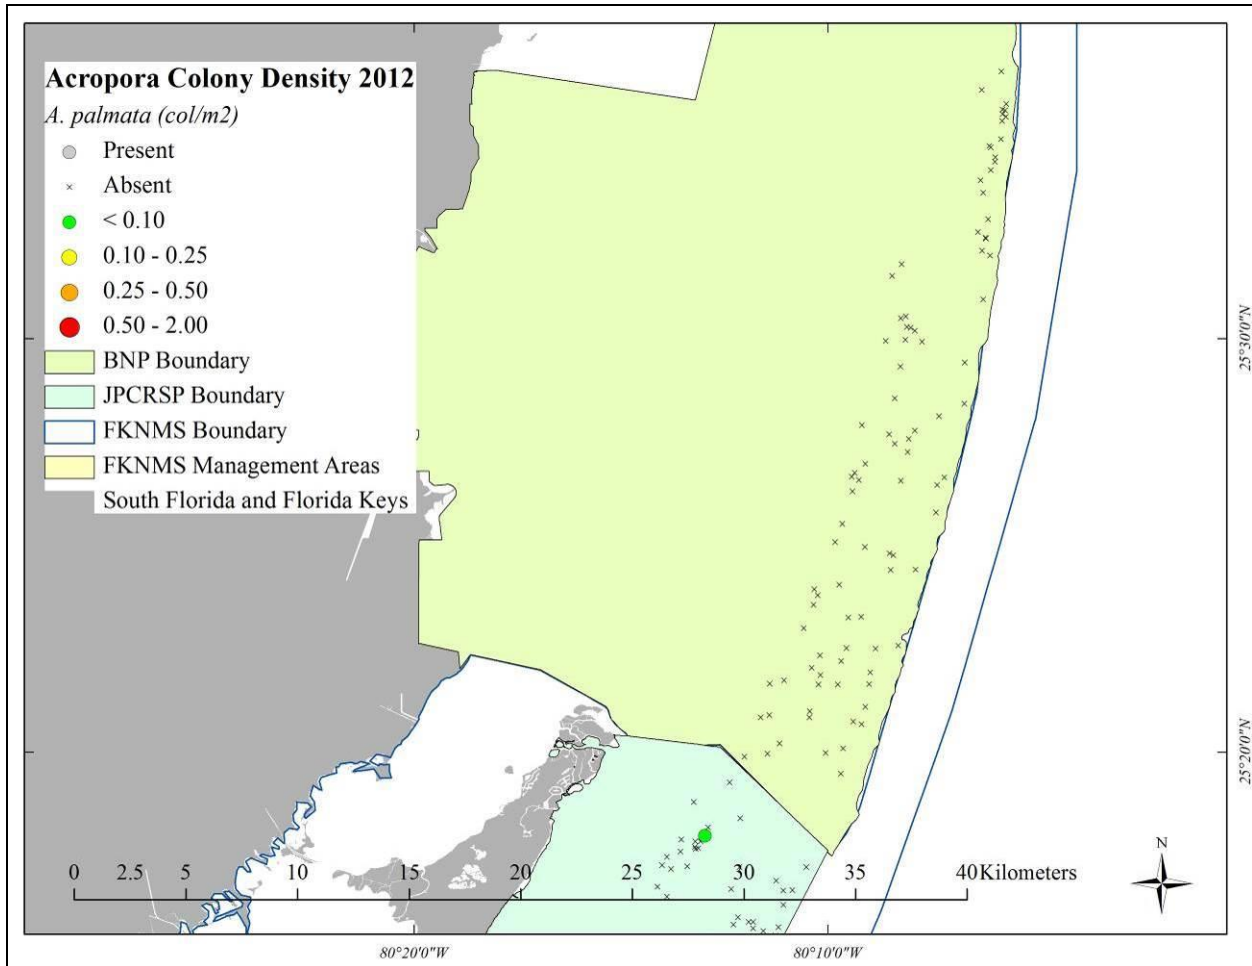 Acropora Colony Density 2012
A. palmata (col/m2)
Present
Absent
< 0.10
0.10 - 0.25
0.25 - 0.50
0.50 - 2.00
BNP Boundary
JPCRSP Boundary
FKNMS Boundary
FKNMS Management Areas
South Florida and Florida Keys
25°30'0"N
25°20'0"N
0 2.5 5 10 15 20 25 30 35 40 Kilometers
N
80°20'0"W 80°10'0"W